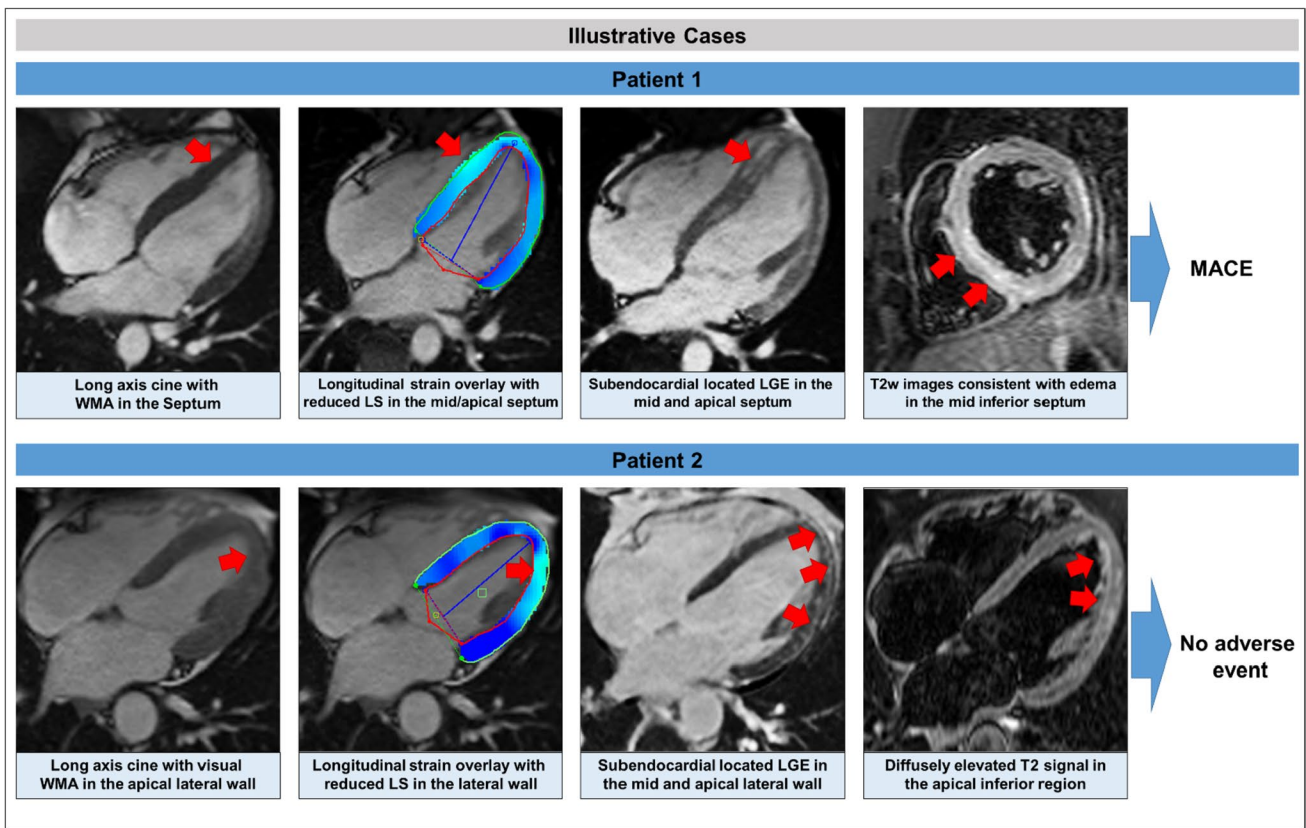 Illustrative Cases
Patient 1
Long axis cine with
WMA in the Septum
Longitudinal strain overlay with
reduced LS in the mid/apical septum
Subendocardial located LGE in the
mid and apical septum
T2w images consistent with edema
in the mid inferior septum
MACE
Patient 2
Long axis cine with visual
WMA in the apical lateral wall
Longitudinal strain overlay with
reduced LS in the lateral wall
Subendocardial located LGE in
the mid and apical lateral wall
Diffusely elevated T2 signal in
the apical inferior region
No adverse
event